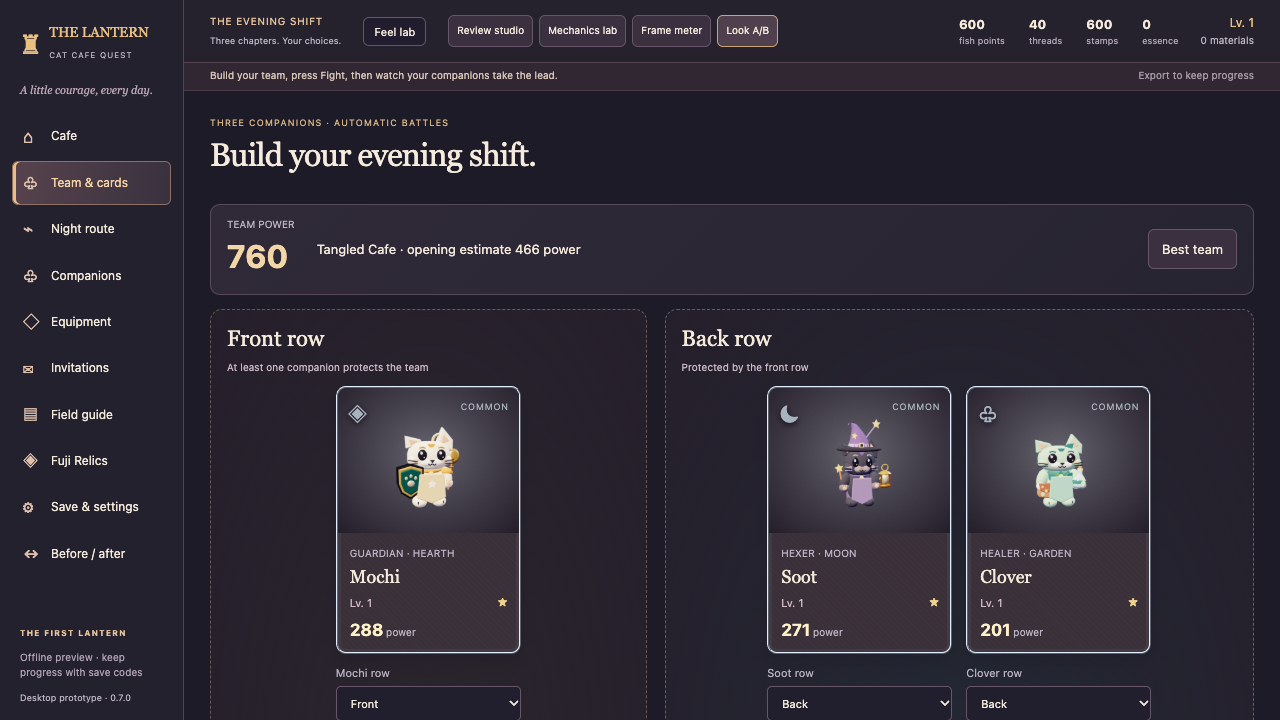 THE LANTERN
CAT CAFE QUEST
A little courage, every day.
Cafe
Team & cards
Night route
Companions
Equipment
Invitations
Field guide
Fuji Relics
Save & settings
Before / after
THE FIRST LANTERN
Offline preview · keep
progress with save codes
Desktop prototype · 0.7.0
THE EVENING SHIFT
Three chapters. Your choices.
Feel lab
Review studio
Mechanics lab
Frame meter
Look A/B
600
fish points
40
threads
600
stamps
0
essence
Lv. 1
0 materials
Build your team, press Fight, then watch your companions take the lead.
Export to keep progress
THREE COMPANIONS · AUTOMATIC BATTLES
Build your evening shift.
TEAM POWER
760
Tangled Cafe · opening estimate 466 power
Best team
Front row
At least one companion protects the team
COMMON
GUARDIAN · HEARTH
Mochi
Lv. 1
288 power
Mochi row
Front
Back row
Protected by the front row
COMMON
HEXER · MOON
Soot
Lv. 1
271 power
Soot row
Back
COMMON
HEALER · GARDEN
Clover
Lv. 1
201 power
Clover row
Back